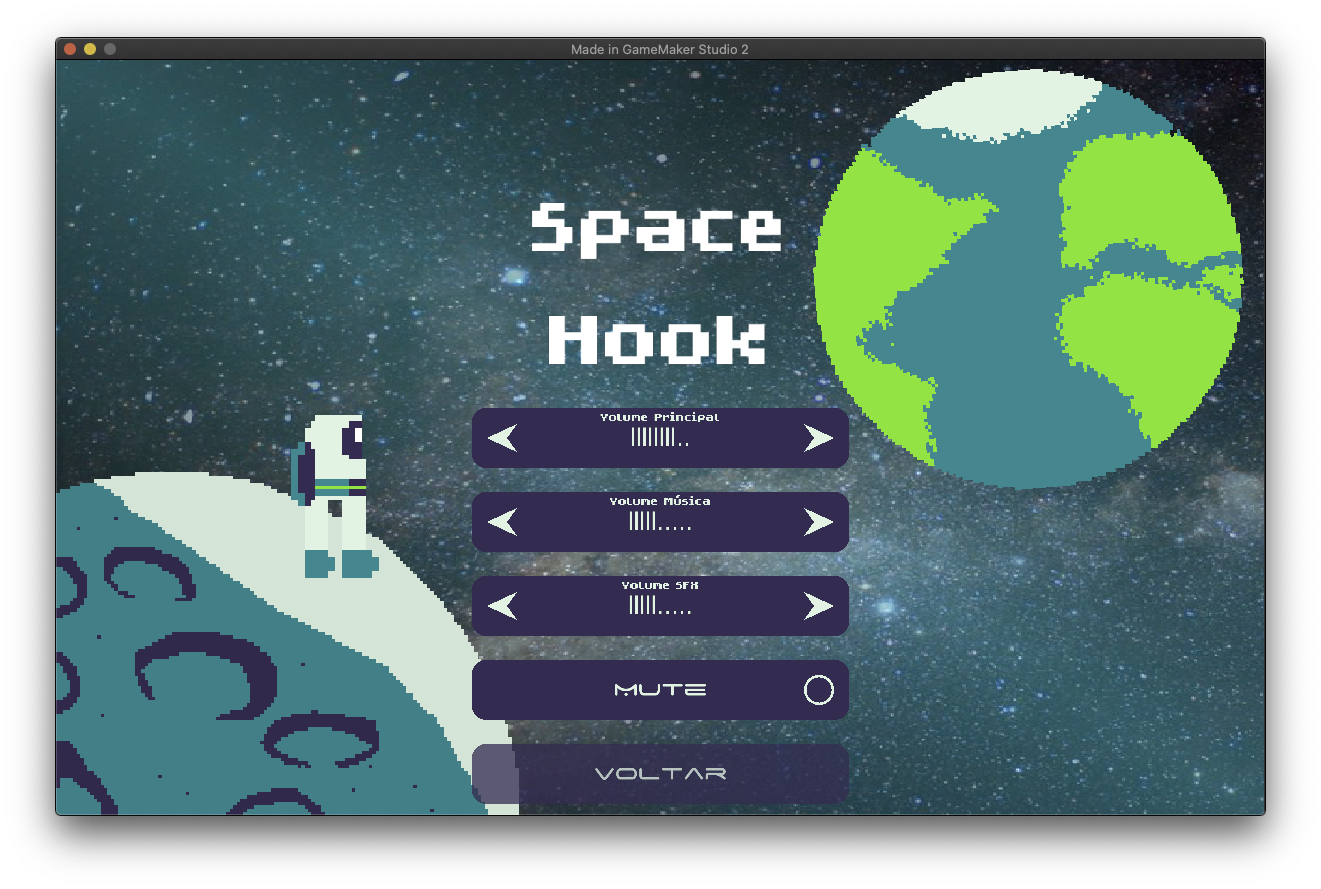 Made in GameMaker Studio 2
Space
Hook
Volume Principal
||||||||..
Volume Música
|||||.....
Volume SFX
|||||.....
MUTE
VOLTAR